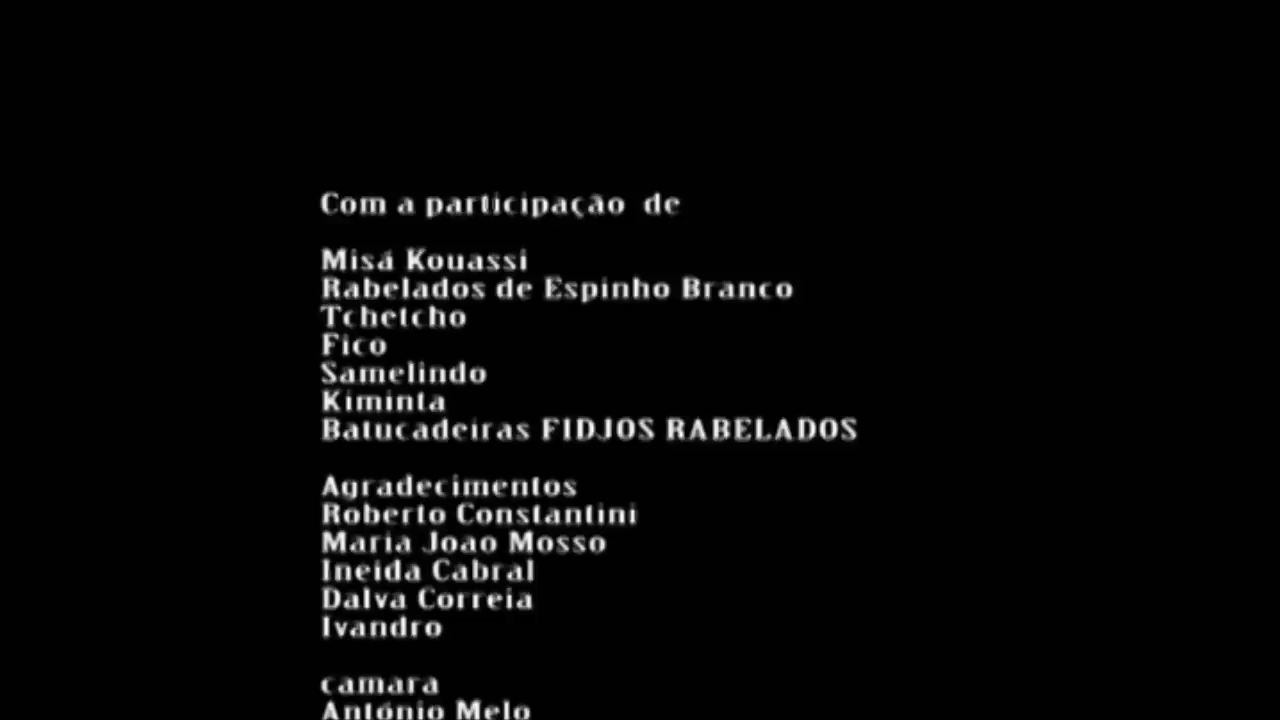 Com a participação de
Misá Kouassi
Rabelados de Espinho Branco
Tchetcho
Fico
Samelindo
Kiminta
Batucadeiras FIDJOS RABELADOS
Agradecimentos
Roberto Constantini
Maria Joao Mosso
Ineida Cabral
Dalva Correia
Ivandro
camara
António Melo